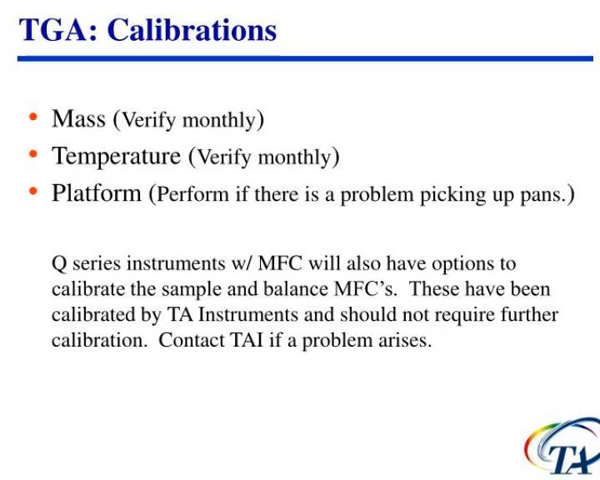 TGA: Calibrations
• Mass (Verify monthly)
• Temperature (Verify monthly)
• Platform (Perform if there is a problem picking up pans.)
Q series instruments w/ MFC will also have options to
calibrate the sample and balance MFC’s.  These have been
calibrated by TA Instruments and should not require further
calibration.  Contact TAI if a problem arises.
TA